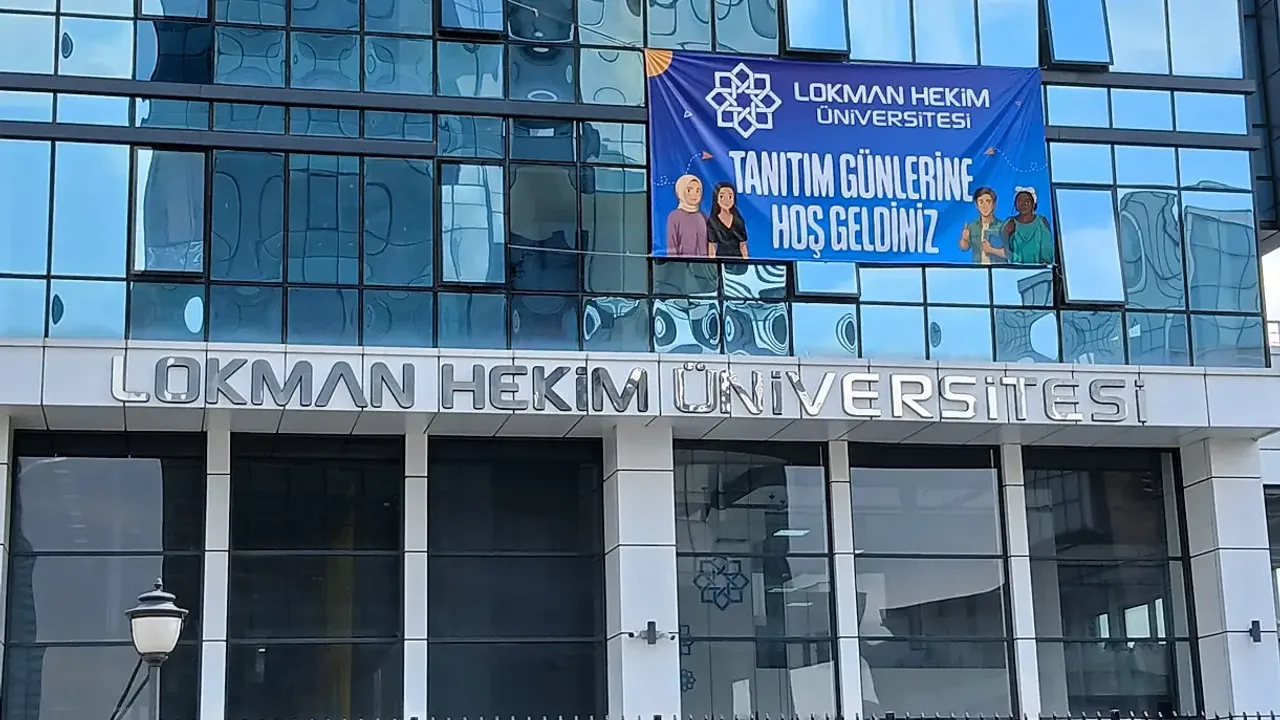 LOKMAN HEKİM
ÜNİVERSİTESİ
TANITIM GÜNLERİNE
HOŞ GELDİNİZ
LOKMAN HEKİM ÜNİVERSİTESİ